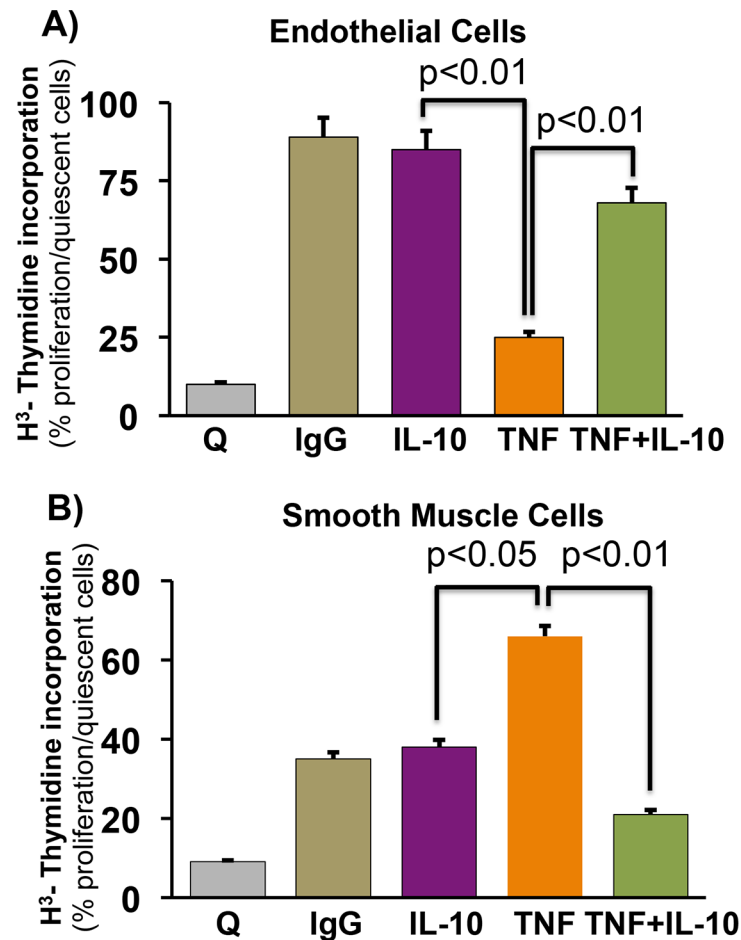 A)
Endothelial Cells
p<0.01
p<0.01
H³- Thymidine incorporation
(% proliferation/quiescent cells)
100
75
50
25
0
Q IgG IL-10 TNF TNF+IL-10
B)
Smooth Muscle Cells
p<0.05 p<0.01
H³- Thymidine incorporation
(% proliferation/quiescent cells)
80
60
40
20
0
Q IgG IL-10 TNF TNF+IL-10